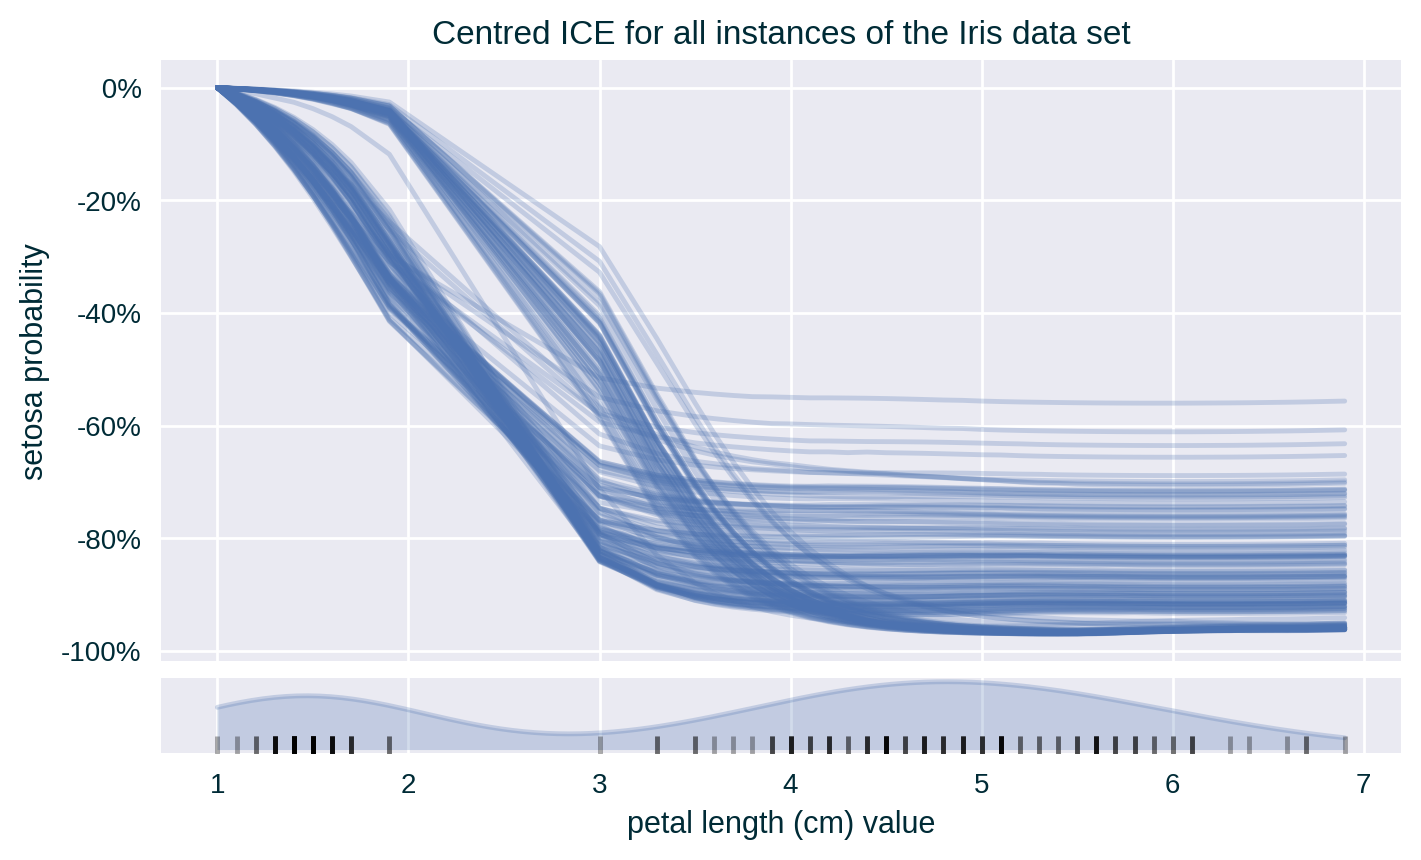 Centred ICE for all instances of the Iris data set
0%
-20%
-40%
-60%
-80%
-100%
setosa probability
1 2 3 4 5 6 7
petal length (cm) value